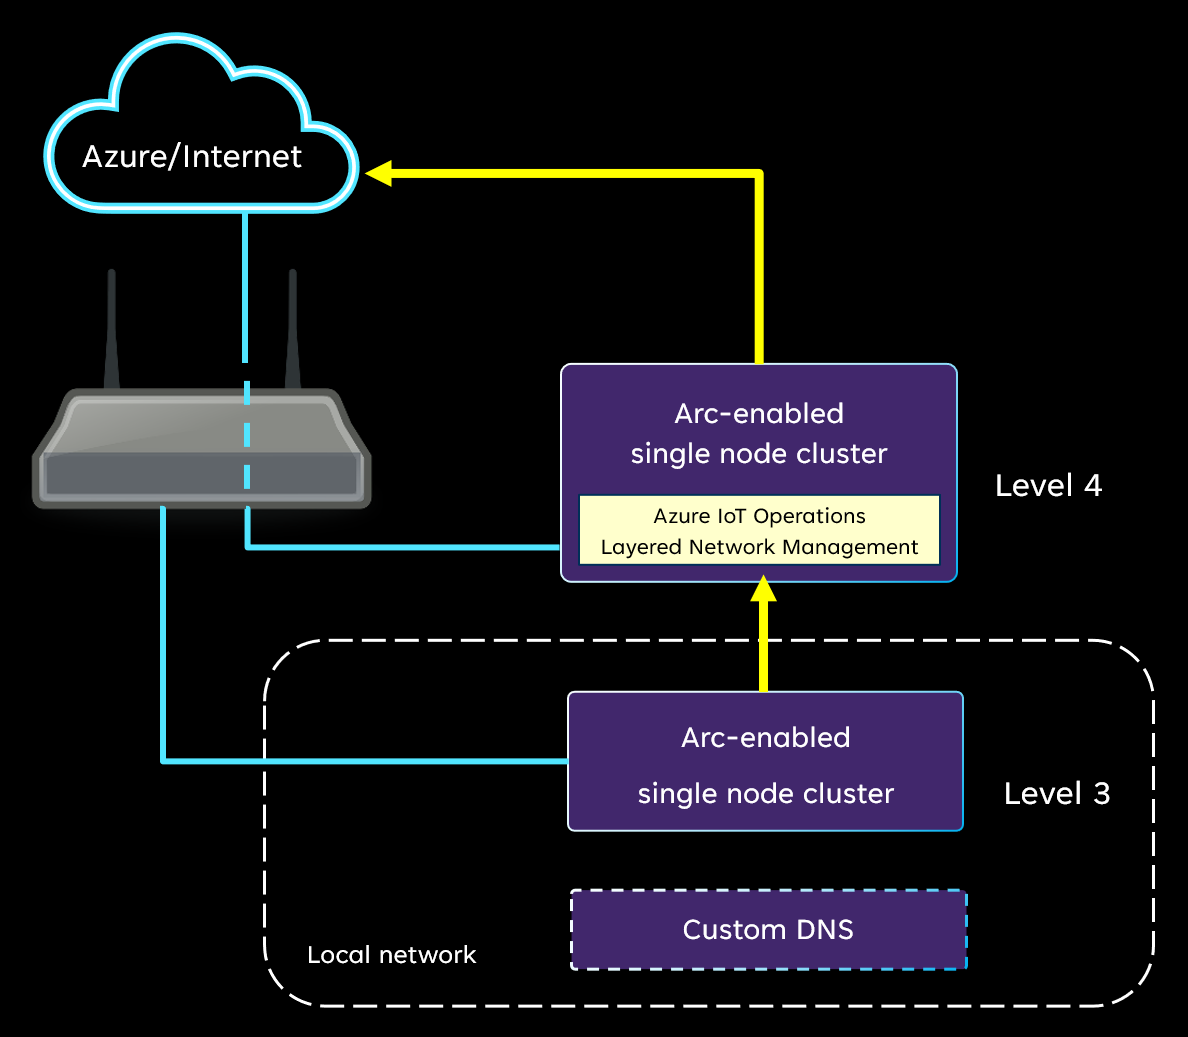 Azure/Internet
Arc-enabled
single node cluster
Azure IoT Operations
Layered Network Management
Level 4
Arc-enabled
single node cluster
Level 3
Custom DNS
Local network